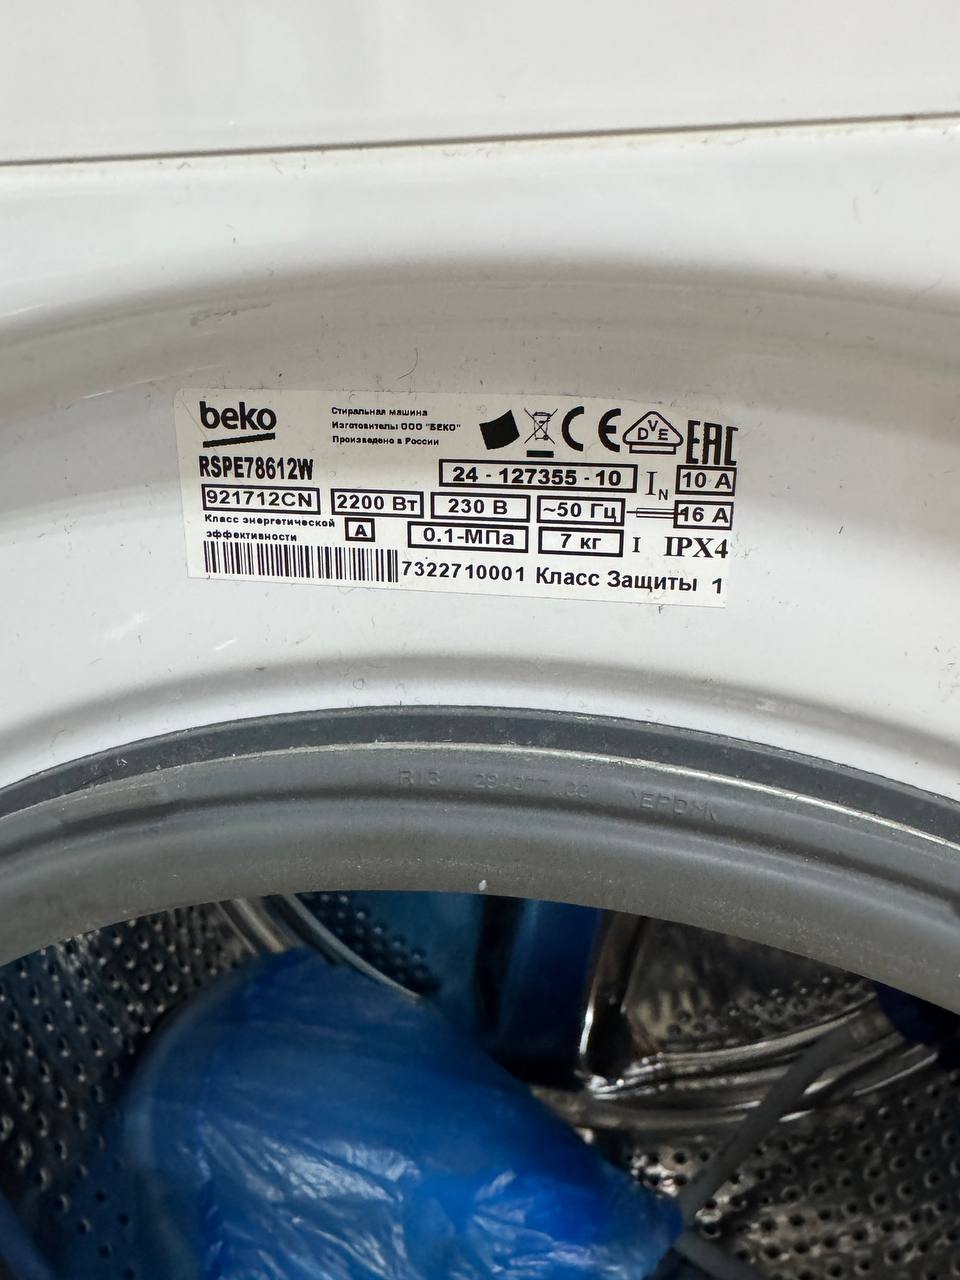 beko
Стиральная машина
Изготовитель ООО "БЕКО"
Произведено в России
CE
DVE
EAC
RSPE78612W
24 - 127355 - 10
IN
10 A
921712CN
2200 Вт
230 В
~50 Гц
16 A
Класс энергетической
эффективности
A
0.1-МПа
7 кг
I
IPX4
7322710001 Класс Защиты 1
EPDM